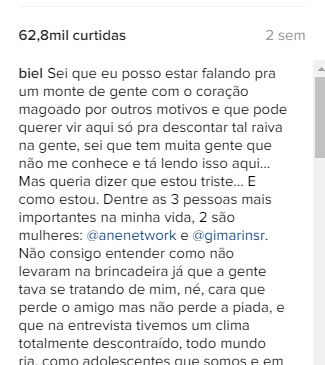 62,8mil curtidas 2 sem
biel Sei que eu posso estar falando pra
um monte de gente com o coração
magoado por outros motivos e que pode
querer vir aqui só pra descontar tal raiva
na gente, sei que tem muita gente que
não me conhece e tá lendo isso aqui...
Mas queria dizer que estou triste... E
como estou. Dentre as 3 pessoas mais
importantes na minha vida, 2 são
mulheres: @anenetwork e @gimarinsr.
Não consigo entender como não
levaram na brincadeira já que a gente
tava se tratando de mim, né, cara que
perde o amigo mas não perde a piada, e
que na entrevista tivemos um clima
totalmente descontraído, todo mundo
ria, como adolescentes que somos e em